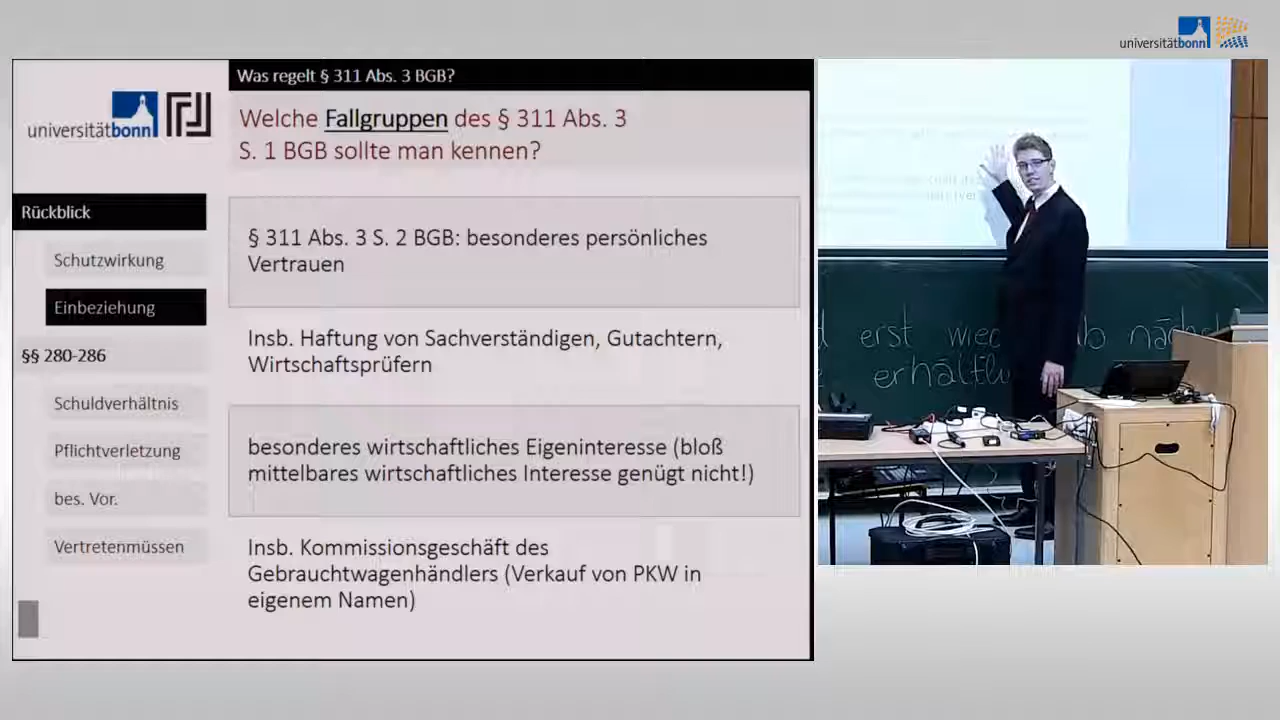 universitätbonn
Was regelt § 311 Abs. 3 BGB?
universitätbonn
Welche Fallgruppen des § 311 Abs. 3
S. 1 BGB sollte man kennen?
Rückblick
Schutzwirkung
Einbeziehung
§§ 280-286
Schuldverhältnis
Pflichtverletzung
bes. Vor.
Vertretenmüssen
§ 311 Abs. 3 S. 2 BGB: besonderes persönliches
Vertrauen
Insb. Haftung von Sachverständigen, Gutachtern,
Wirtschaftsprüfern
besonderes wirtschaftliches Eigeninteresse (bloß
mittelbares wirtschaftliches Interesse genügt nicht!)
Insb. Kommissionsgeschäft des
Gebrauchtwagenhändlers (Verkauf von PKW in
eigenem Namen)
erst